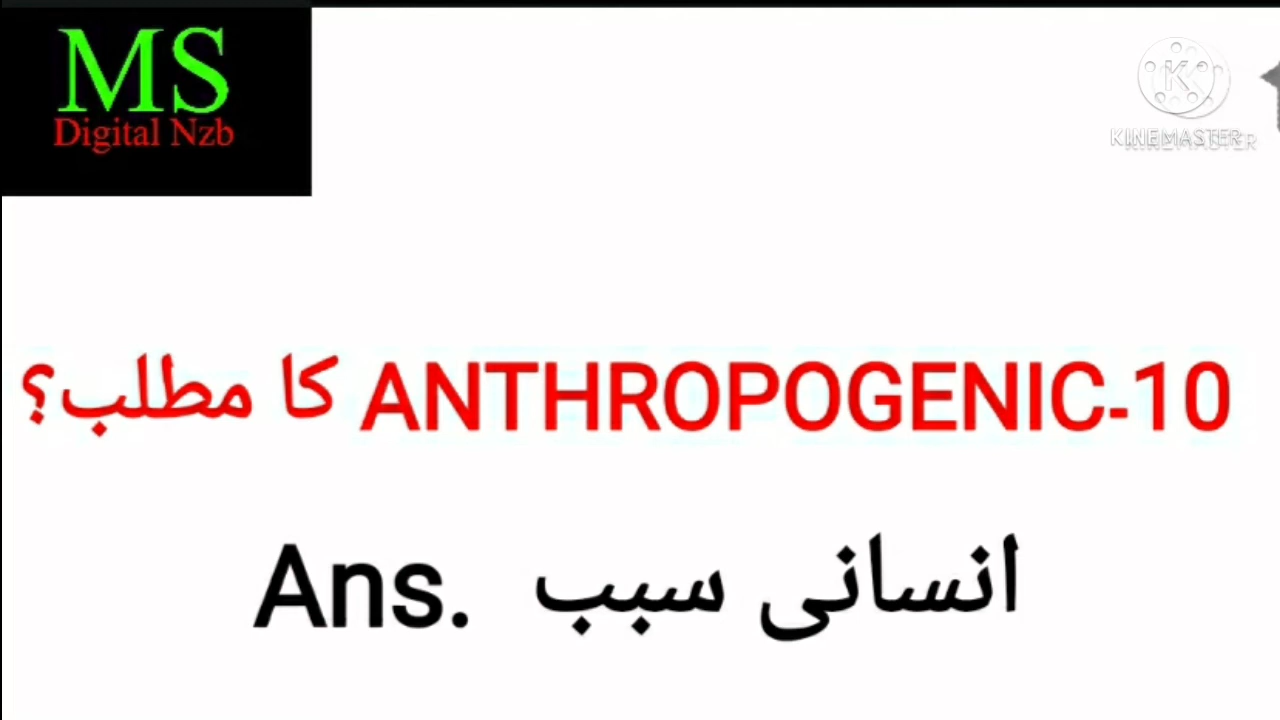 MS
Digital Nzb
KINEMASTER
10-ANTHROPOGENIC کا مطلب؟
Ans. انسانی سبب